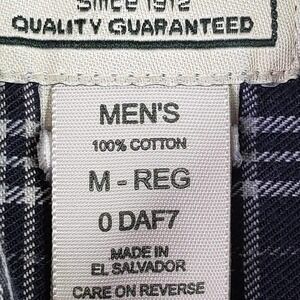 Since 1912
QUALITY GUARANTEED
MEN'S
100% COTTON
M - REG
0 DAF7
MADE IN
EL SALVADOR
CARE ON REVERSE